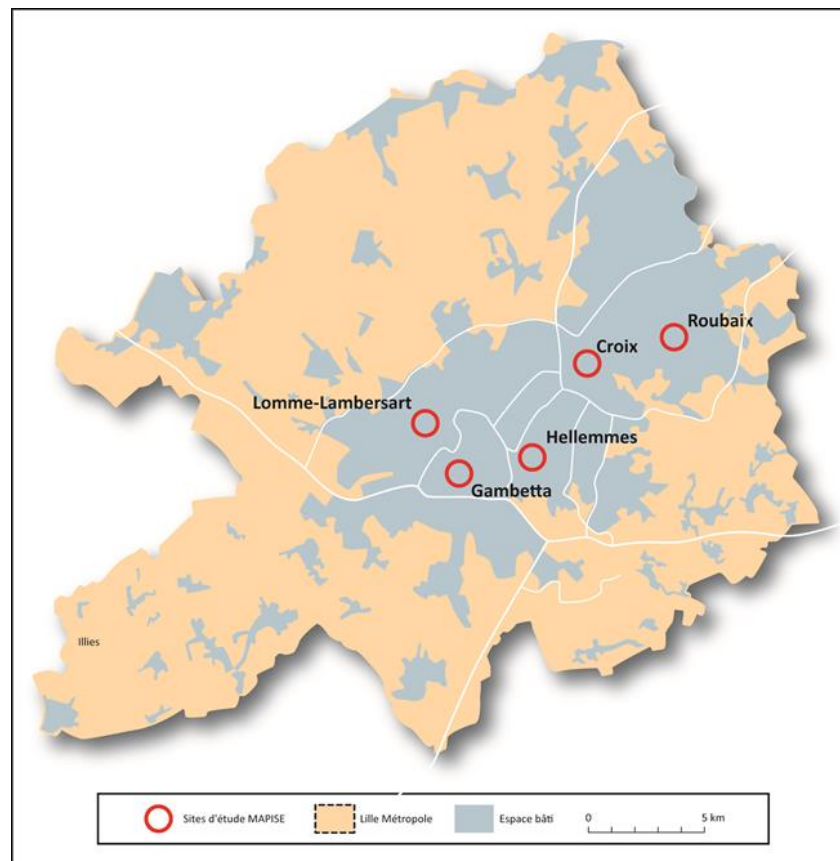 Roubaix
Croix
Lomme-Lambersart
Hellemmes
Gambetta
Illies
Sites d'étude MAPISE
Lille Métropole
Espace bâti
0
5 km